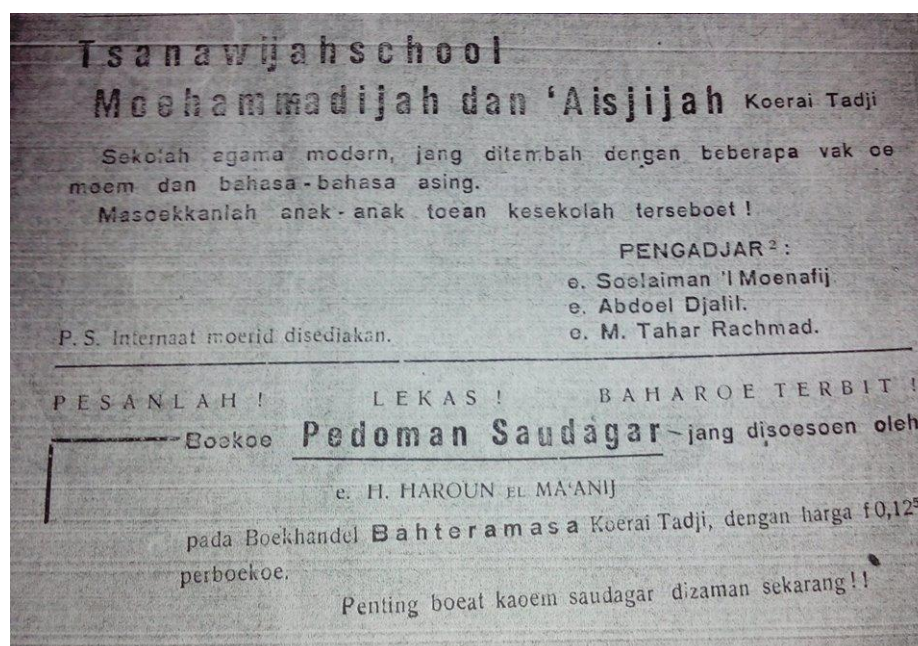 Tsanawijahschool
Moehammadijah dan 'Aisjijah Koerai Tadji
Sekolah agama modern, jang ditambah dengan beberapa vak oe
moem dan bahasa-bahasa asing.
Masoekkanlah anak-anak toean kesekolah terseboet!
PENGADJAR²:
e. Soelaiman 'l Moenafij
e. Abdoel Djalil.
e. M. Tahar Rachmad.
P. S. Internaat moerid disediakan.
PESANLAH! LEKAS! BAHAROE TERBIT!
Boekoe Pedoman Saudagar ~ jang disoesoen oleh
e. H. HAROUN EL MA'ANIJ
pada Boekhandel Bahteramasa Koerai Tadji, dengan harga f 0,12⁵
perboekoe.
Penting boeat kaoem saudagar dizaman sekarang!!